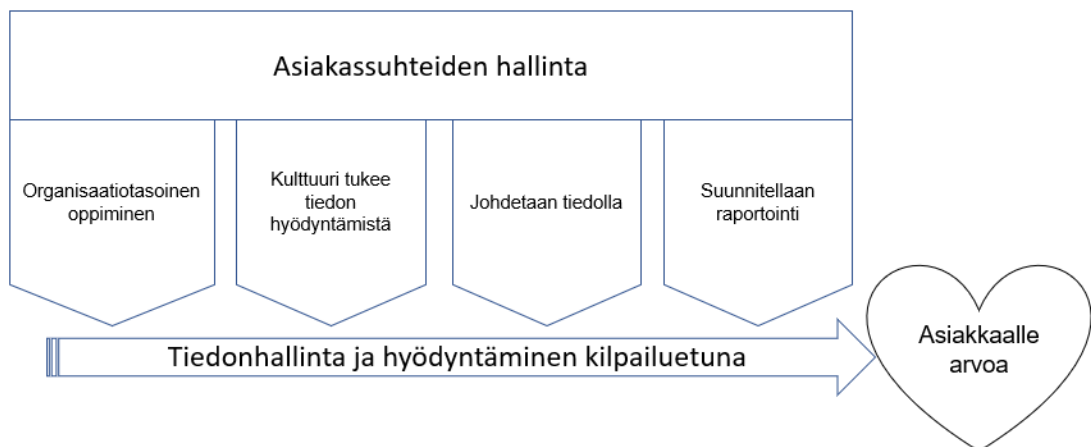 Asiakassuhteiden hallinta
Organisaatiotasoinen
oppiminen
Kulttuuri tukee
tiedon
hyödyntämistä
Johdetaan tiedolla
Suunnitellaan
raportointi
Tiedonhallinta ja hyödyntäminen kilpailuetuna
Asiakkaalle
arvoa